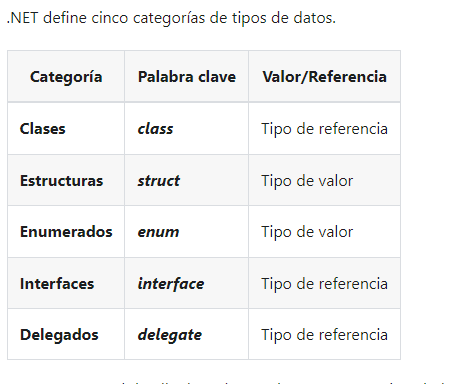 .NET define cinco categorías de tipos de datos.
Categoría Palabra clave Valor/Referencia
Clases class Tipo de referencia
Estructuras struct Tipo de valor
Enumerados enum Tipo de valor
Interfaces interface Tipo de referencia
Delegados delegate Tipo de referencia